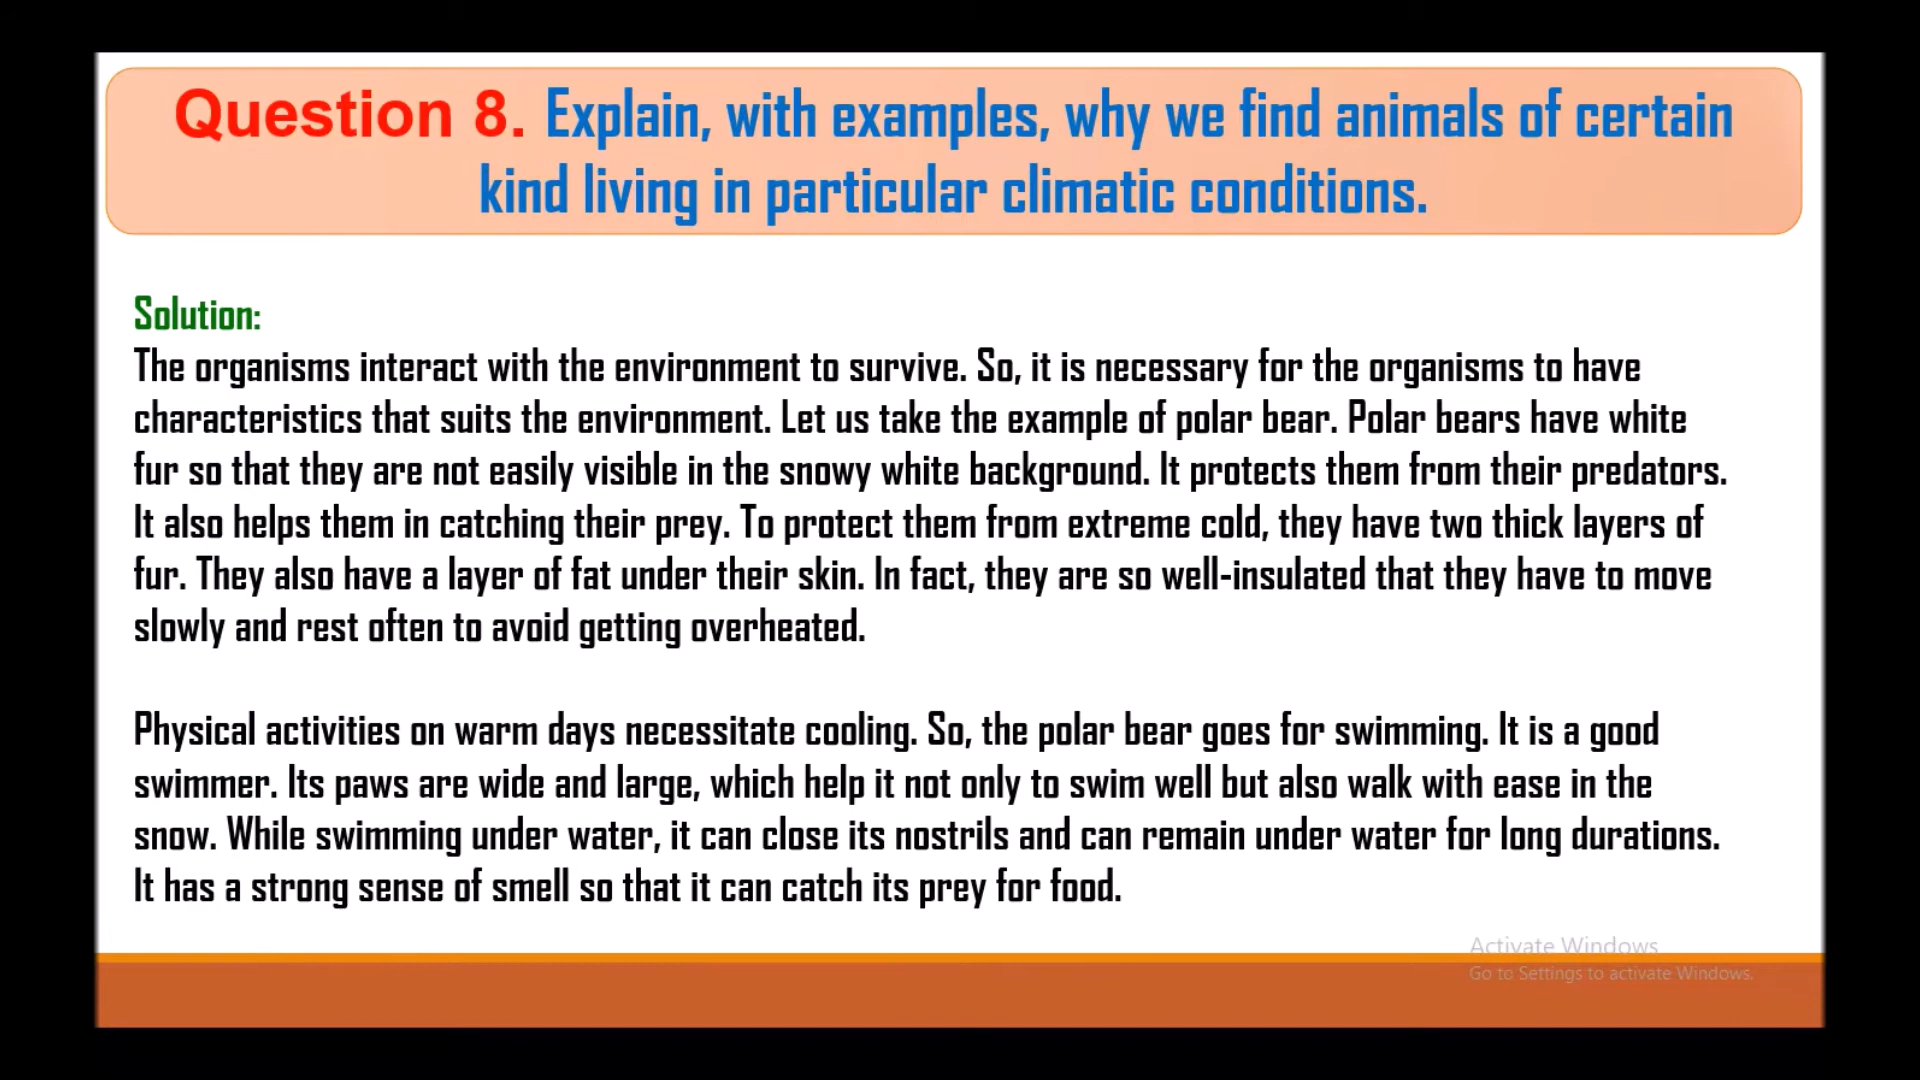 Question 8. Explain, with examples, why we find animals of certain
kind living in particular climatic conditions.
Solution:
The organisms interact with the environment to survive. So, it is necessary for the organisms to have
characteristics that suits the environment. Let us take the example of polar bear. Polar bears have white
fur so that they are not easily visible in the snowy white background. It protects them from their predators.
It also helps them in catching their prey. To protect them from extreme cold, they have two thick layers of
fur. They also have a layer of fat under their skin. In fact, they are so well-insulated that they have to move
slowly and rest often to avoid getting overheated.
Physical activities on warm days necessitate cooling. So, the polar bear goes for swimming. It is a good
swimmer. Its paws are wide and large, which help it not only to swim well but also walk with ease in the
snow. While swimming under water, it can close its nostrils and can remain under water for long durations.
It has a strong sense of smell so that it can catch its prey for food.
Activate Windows
Go to Settings to activate Windows.